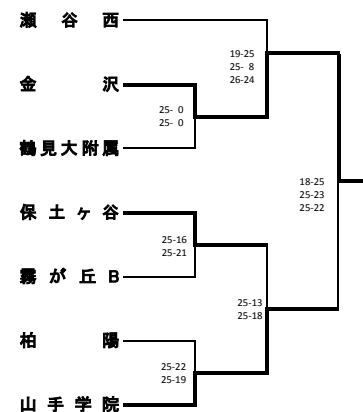 瀬谷西
19-25
25- 8
26-24
金沢
25- 0
25- 0
鶴見大附属
18-25
25-23
25-22
保土ヶ谷
25-16
25-21
霧が丘B
25-13
25-18
柏陽
25-22
25-19
山手学院